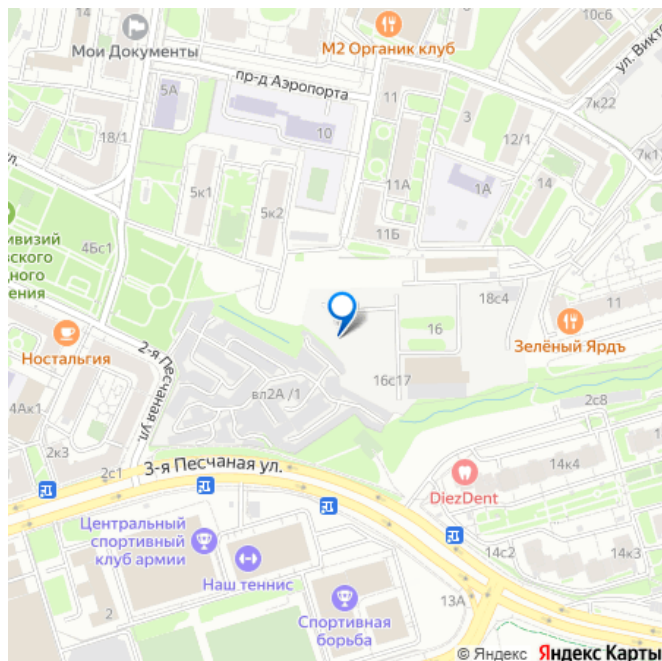 10с6
М2 Органик клуб
ул. Викто
Мои Документы
пр-д Аэропорта
5А
11
7к22
3
10
12/1
18/1
7к1
ул.
11А
1А
14
5к1
5к2
11Б
ивизий
вского
дного
ения
4Бс1
18с4
11
16
Зелёный Ярдъ
Ностальгия
2-я Песчаная ул.
16с17
вл2А /1
2с8
4Ак1
2к3
2с1
3-я Песчаная ул.
14к4
DiezDent
Центральный
спортивный
клуб армии
14с2
14к3
Наш теннис
13А
2
Спортивная
борьба
© Яндекс Яндекс Карты